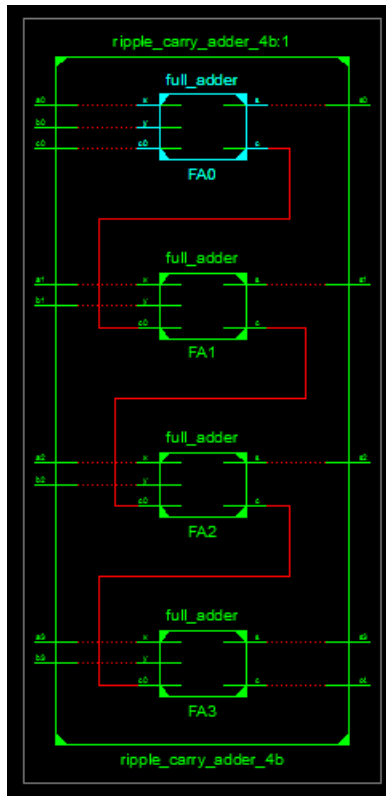 ripple_carry_adder_4b:1
full_adder
a0 x s s0
b0 y
c0 c0 c
FA0
full_adder
a1 x s s1
b1 y
c0 c
FA1
full_adder
a2 x s s2
b2 y
c0 c
FA2
full_adder
a3 x s s3
b3 y
c0 c c4
FA3
ripple_carry_adder_4b